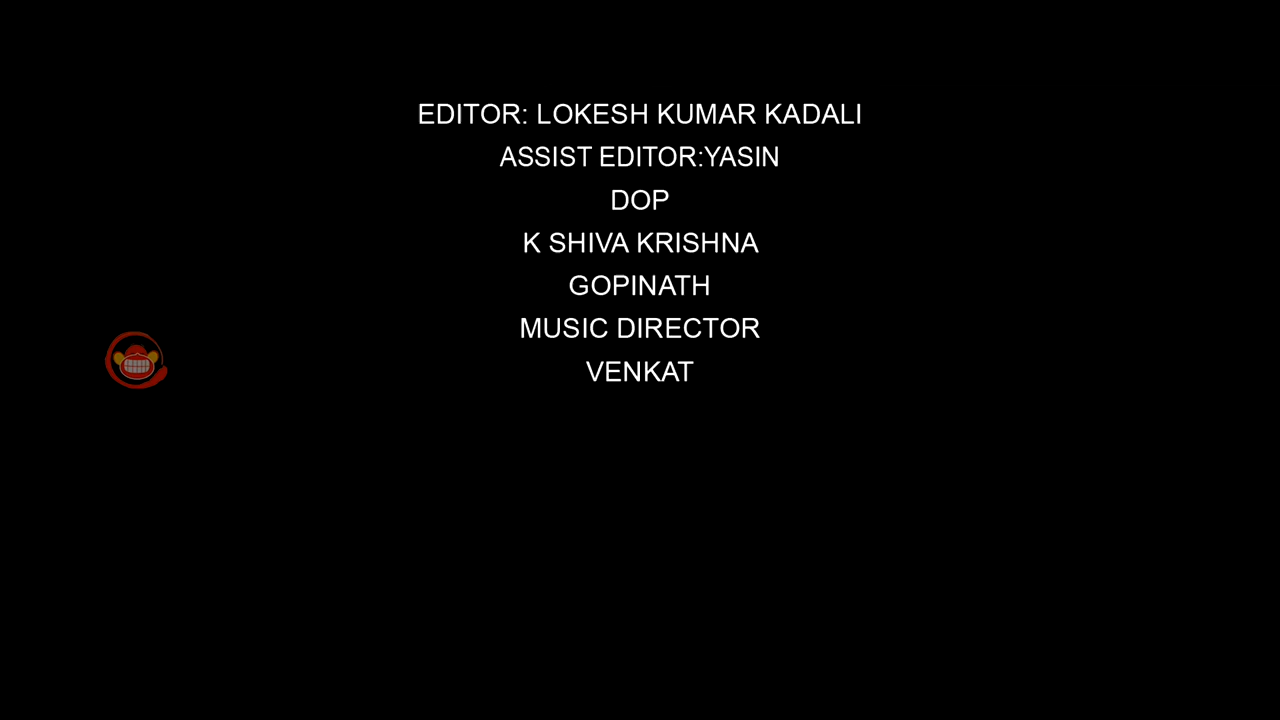 EDITOR: LOKESH KUMAR KADALI
ASSIST EDITOR:YASIN
DOP
K SHIVA KRISHNA
GOPINATH
MUSIC DIRECTOR
VENKAT